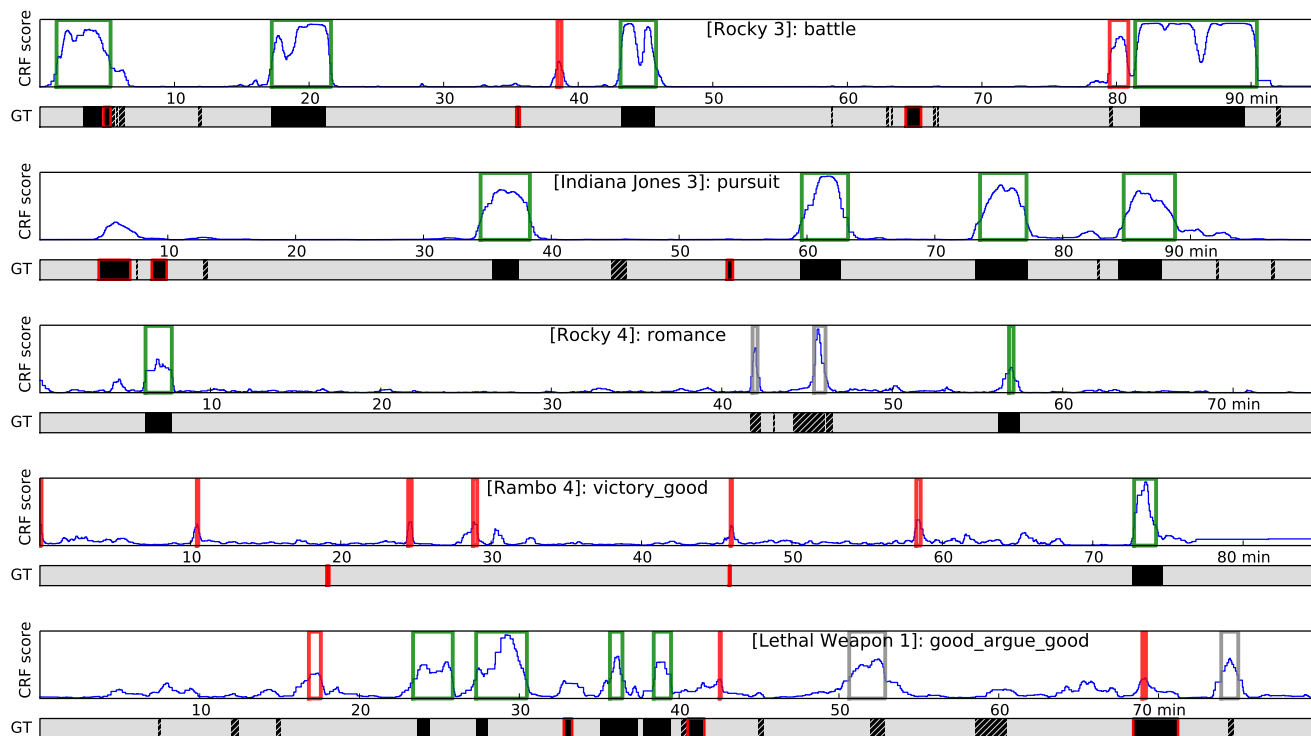 CRF score
[Rocky 3]: battle
10 20 30 40 50 60 70 80 90 min
GT
CRF score
[Indiana Jones 3]: pursuit
10 20 30 40 50 60 70 80 90 min
GT
CRF score
[Rocky 4]: romance
10 20 30 40 50 60 70 min
GT
CRF score
[Rambo 4]: victory_good
10 20 30 40 50 60 70 80 min
GT
CRF score
[Lethal Weapon 1]: good_argue_good
10 20 30 40 50 60 70 min
GT